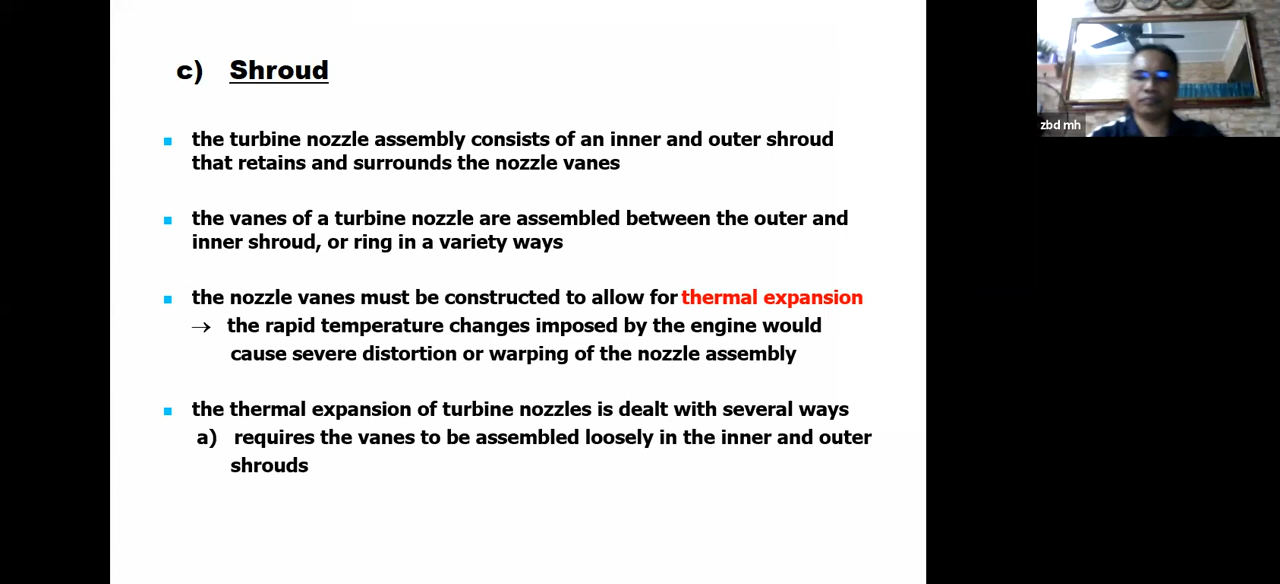 c) Shroud
the turbine nozzle assembly consists of an inner and outer shroud
that retains and surrounds the nozzle vanes
the vanes of a turbine nozzle are assembled between the outer and
inner shroud, or ring in a variety ways
the nozzle vanes must be constructed to allow for thermal expansion
→ the rapid temperature changes imposed by the engine would
cause severe distortion or warping of the nozzle assembly
the thermal expansion of turbine nozzles is dealt with several ways
a) requires the vanes to be assembled loosely in the inner and outer
shrouds
zbd mh